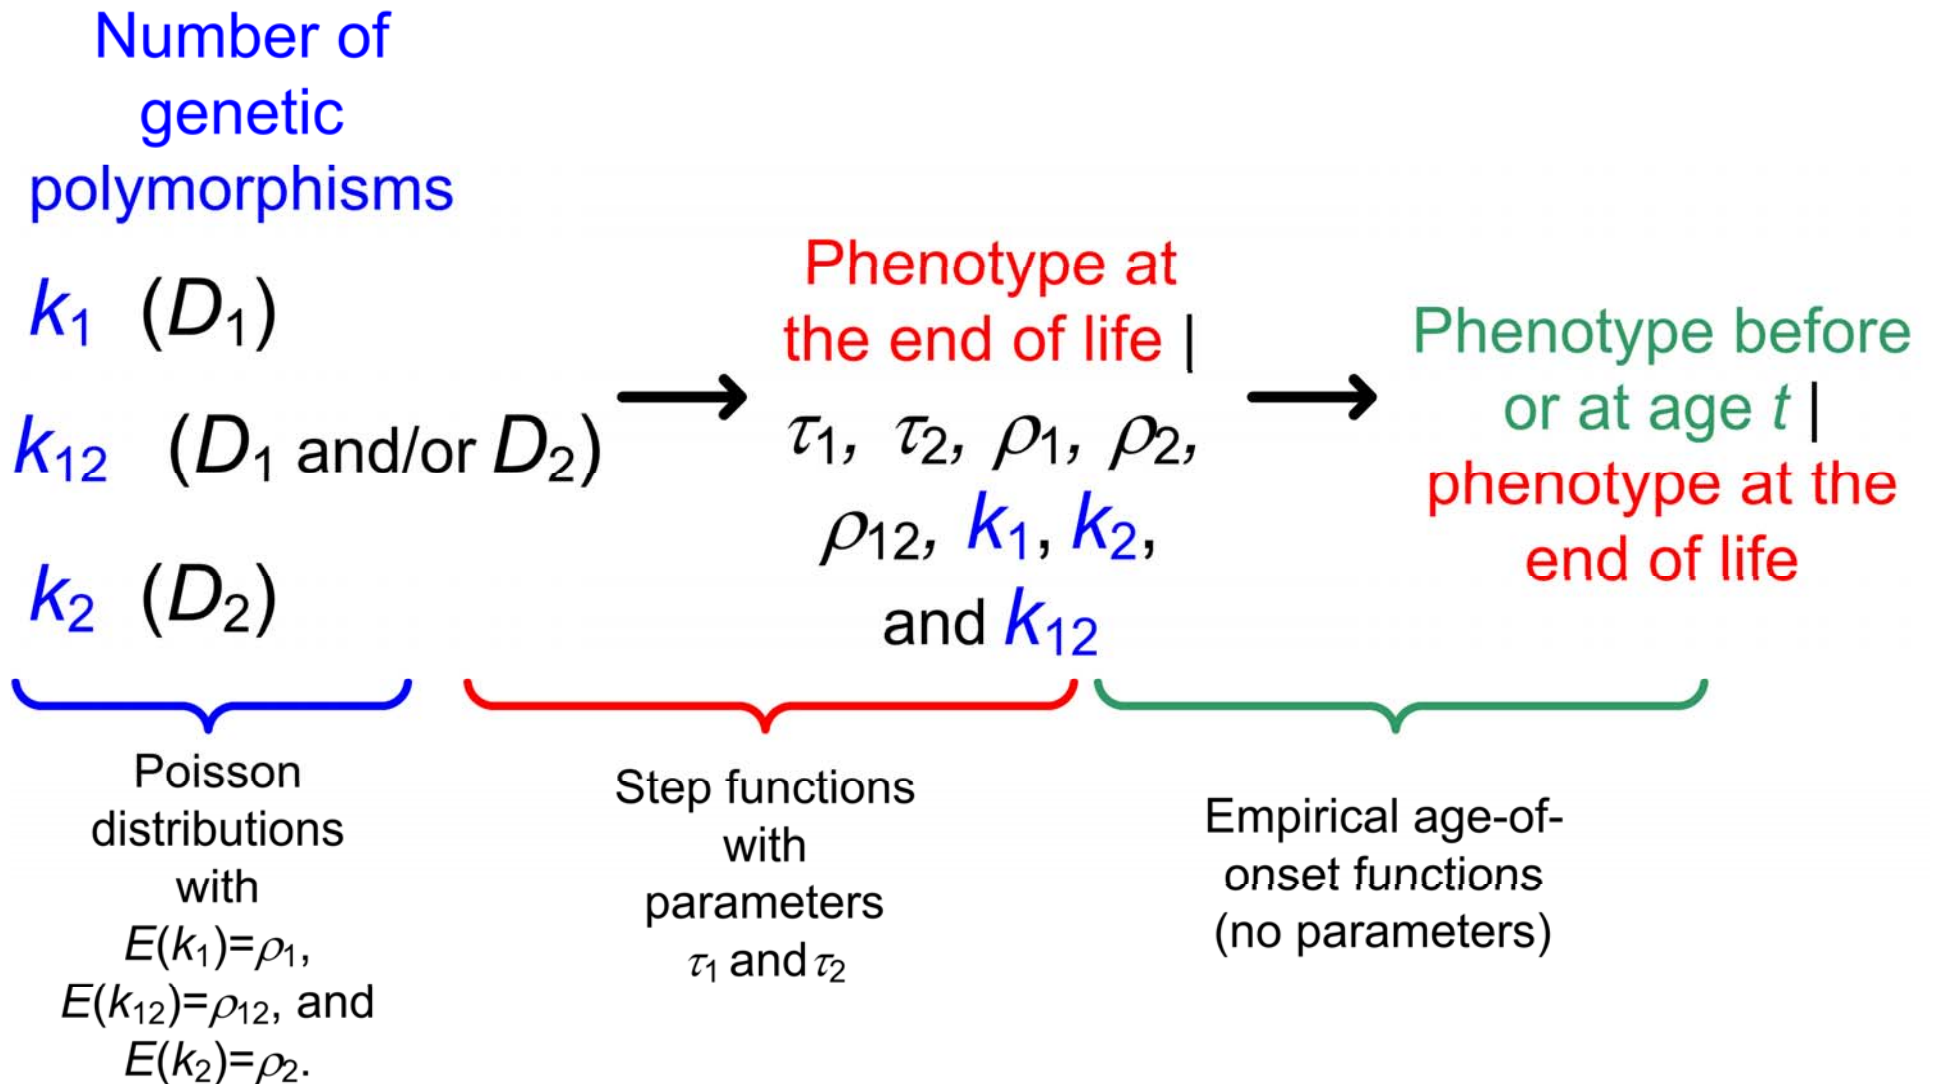 Number of
genetic
polymorphisms
k1 (D1)
k12 (D1 and/or D2)
k2 (D2)
Phenotype at
the end of life |
τ1, τ2, ρ1, ρ2,
ρ12, k1, k2,
and k12
Phenotype before
or at age t |
phenotype at the
end of life
Poisson
distributions
with
E(k1)=ρ1,
E(k12)=ρ12, and
E(k2)=ρ2.
Step functions
with
parameters
τ1 and τ2
Empirical age-of-
onset functions
(no parameters)